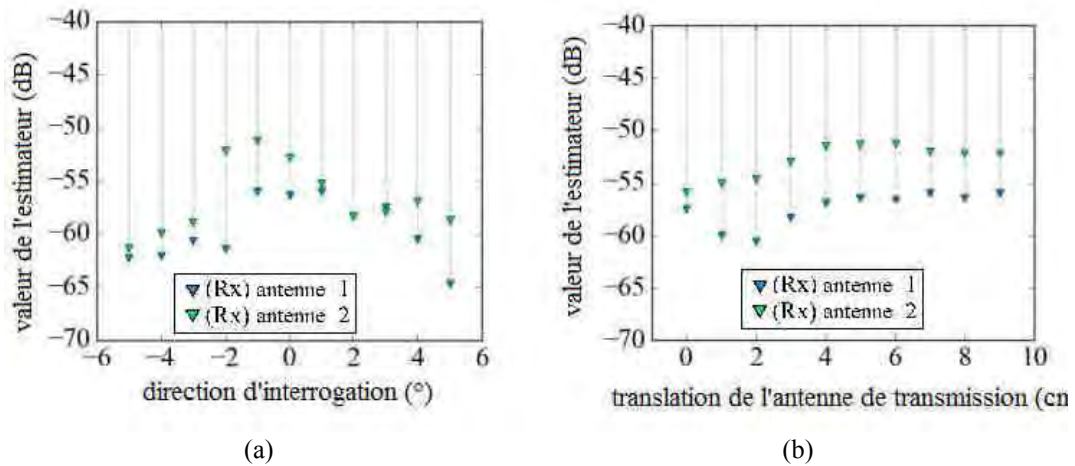 valeur de l'estimateur (dB)
−40
−45
−50
−55
−60
−65
−70
(Rx) antenne 1
(Rx) antenne 2
−6 −4 −2 0 2 4 6
direction d'interrogation (°)
(a)
valeur de l'estimateur (dB)
−40
−45
−50
−55
−60
−65
−70
(Rx) antenne 1
(Rx) antenne 2
0 2 4 6 8 10
translation de l'antenne de transmission (cm
(b)